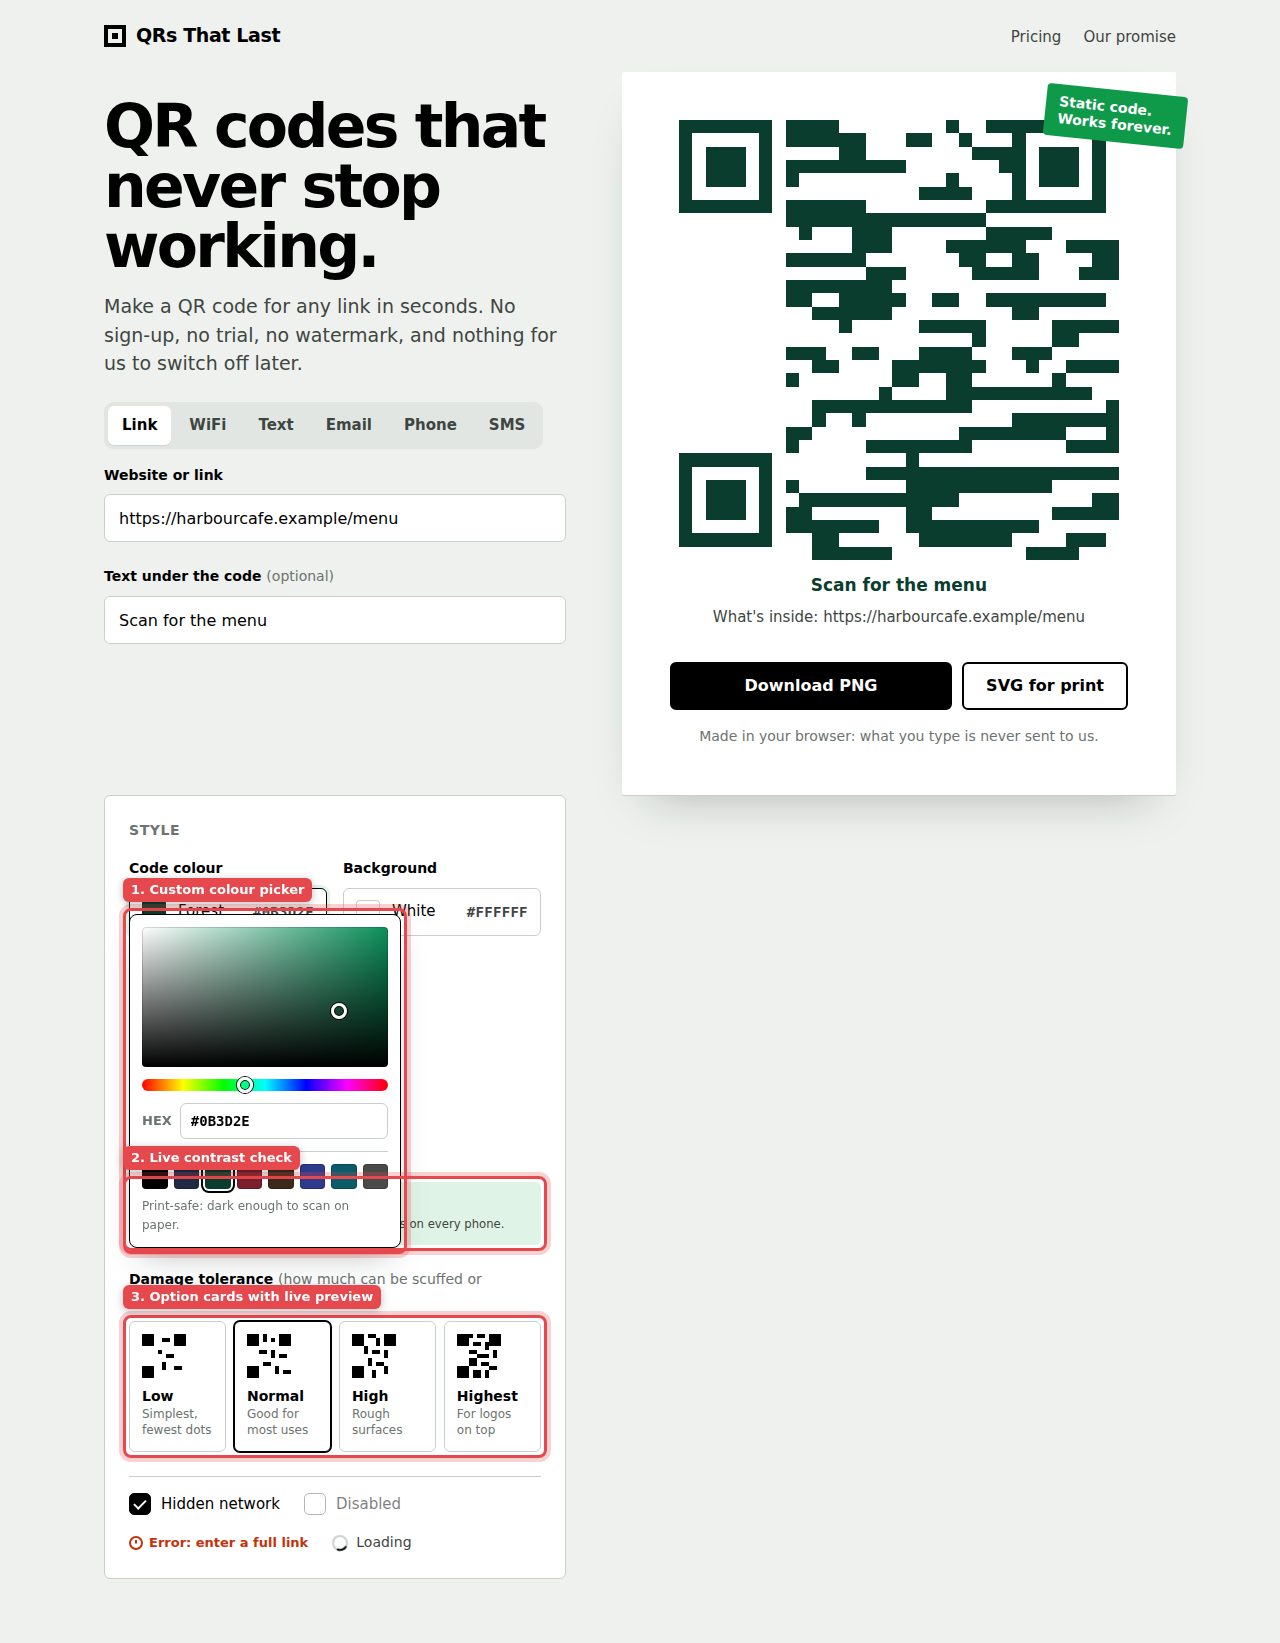 QRs That Last
Pricing
Our promise
QR codes that
never stop
working.
Make a QR code for any link in seconds. No
sign-up, no trial, no watermark, and nothing for
us to switch off later.
Link WiFi Text Email Phone SMS
Website or link
https://harbourcafe.example/menu
Text under the code (optional)
Scan for the menu
Static code.
Works forever.
Scan for the menu
What's inside: https://harbourcafe.example/menu
Download PNG
SVG for print
Made in your browser: what you type is never sent to us.
STYLE
Code colour
Background
1. Custom colour picker
Forest #0B3D2E
White #FFFFFF
HEX #0B3D2E
2. Live contrast check
Print-safe: dark enough to scan on
paper.
on every phone.
Damage tolerance (how much can be scuffed or
3. Option cards with live preview
Low
Simplest,
fewest dots
Normal
Good for
most uses
High
Rough
surfaces
Highest
For logos
on top
Hidden network
Disabled
Error: enter a full link
Loading